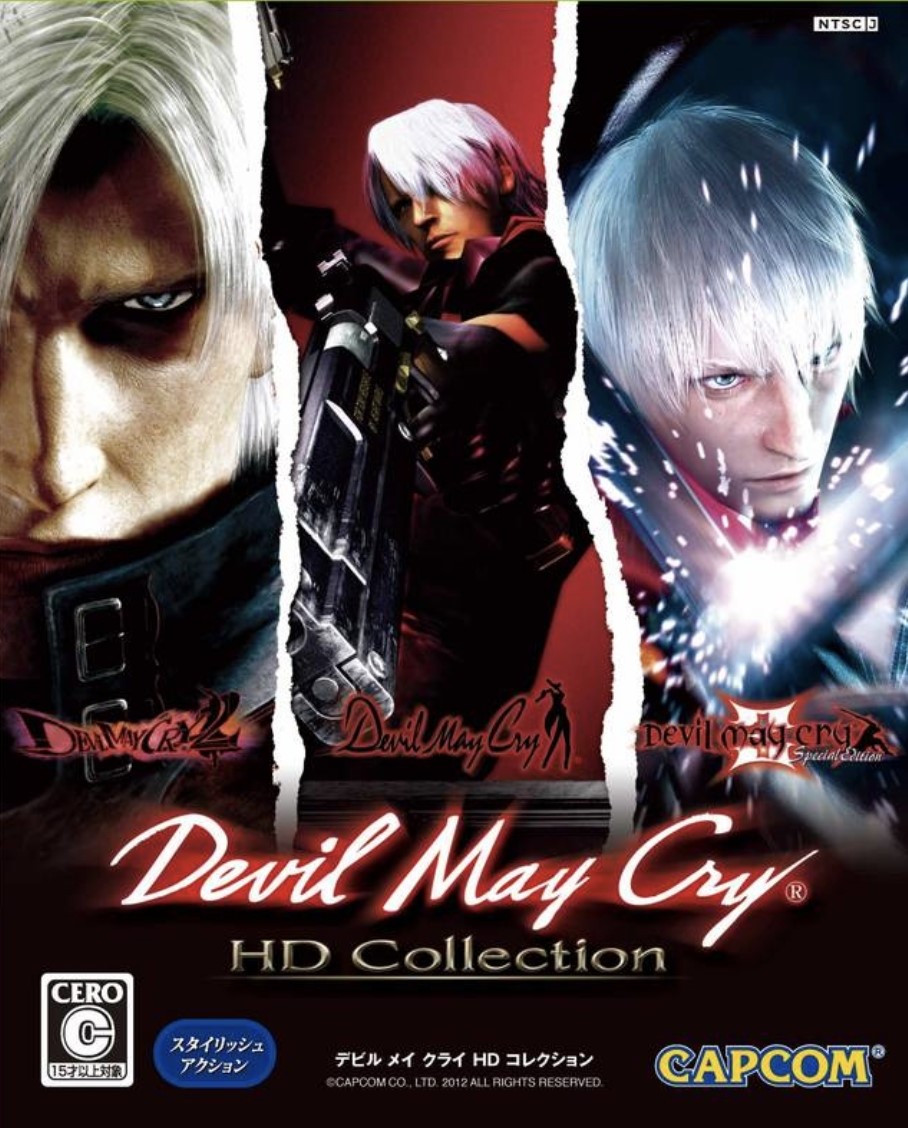 NTSC J
DEVIL MAY CRY 2
Devil May Cry
Devil may cry 3
Special Edition
Devil May Cry®
HD Collection
CERO
C
15才以上対象
スタイリッシュ
アクション
デビル メイ クライ HD コレクション
©CAPCOM CO., LTD. 2012 ALL RIGHTS RESERVED.
CAPCOM®